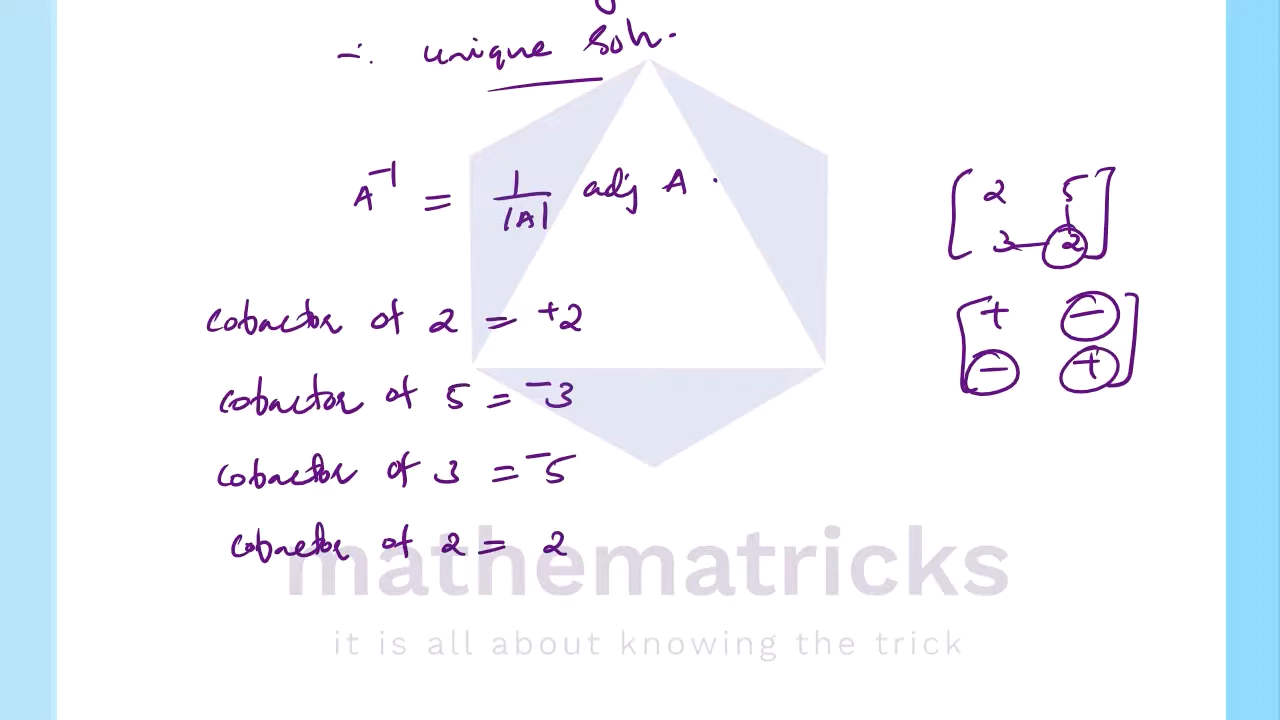 ∴ unique soln.
A⁻¹ = 1/|A| adj A .
[ 2 5
3 2 ]
[ + −
− + ]
cofactor of 2 = +2
cofactor of 5 = −3
cofactor of 3 = −5
cofactor of 2 = 2
mathematricks
it is all about knowing the trick